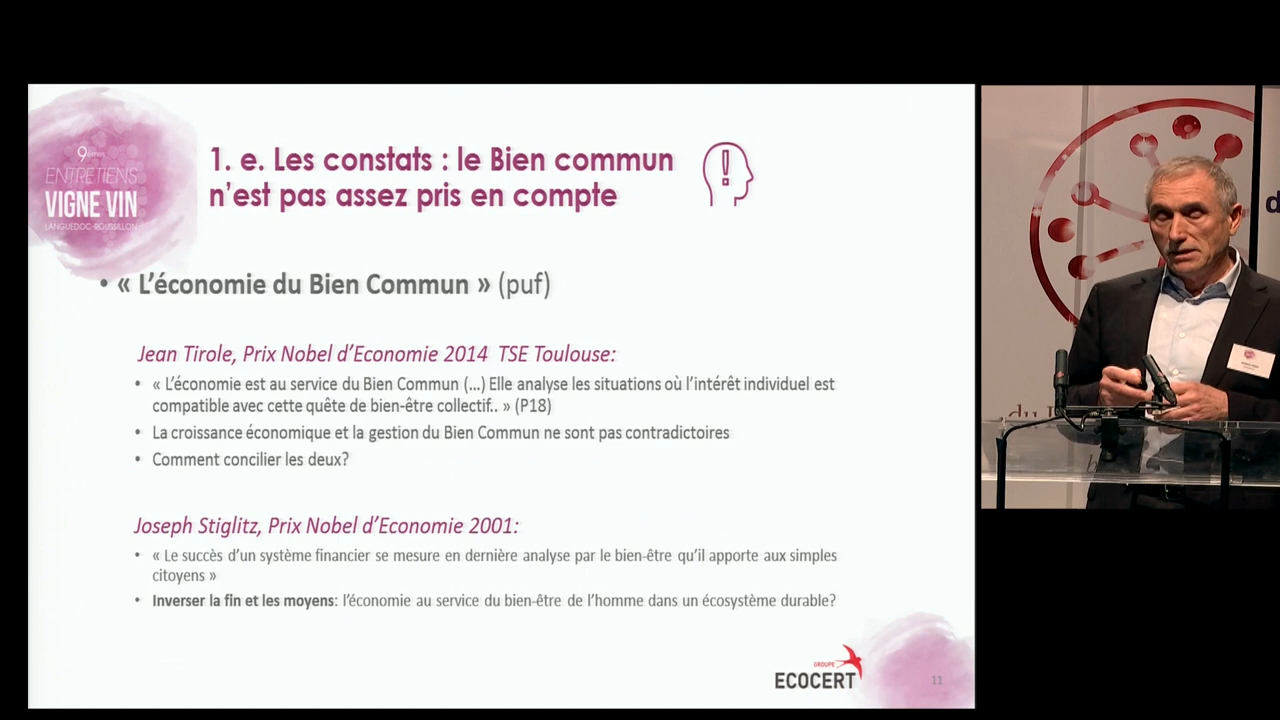 9èmes
ENTRETIENS
VIGNE VIN
LANGUEDOC-ROUSSILLON
1. e. Les constats : le Bien commun
n’est pas assez pris en compte
• « L’économie du Bien Commun » (puf)
Jean Tirole, Prix Nobel d’Economie 2014 TSE Toulouse:
• « L’économie est au service du Bien Commun (...) Elle analyse les situations où l’intérêt individuel est
compatible avec cette quête de bien-être collectif.. » (P18)
• La croissance économique et la gestion du Bien Commun ne sont pas contradictoires
• Comment concilier les deux?
Joseph Stiglitz, Prix Nobel d’Economie 2001:
• « Le succès d’un système financier se mesure en dernière analyse par le bien-être qu’il apporte aux simples
citoyens »
• Inverser la fin et les moyens: l’économie au service du bien-être de l’homme dans un écosystème durable?
GROUPE
ECOCERT
11